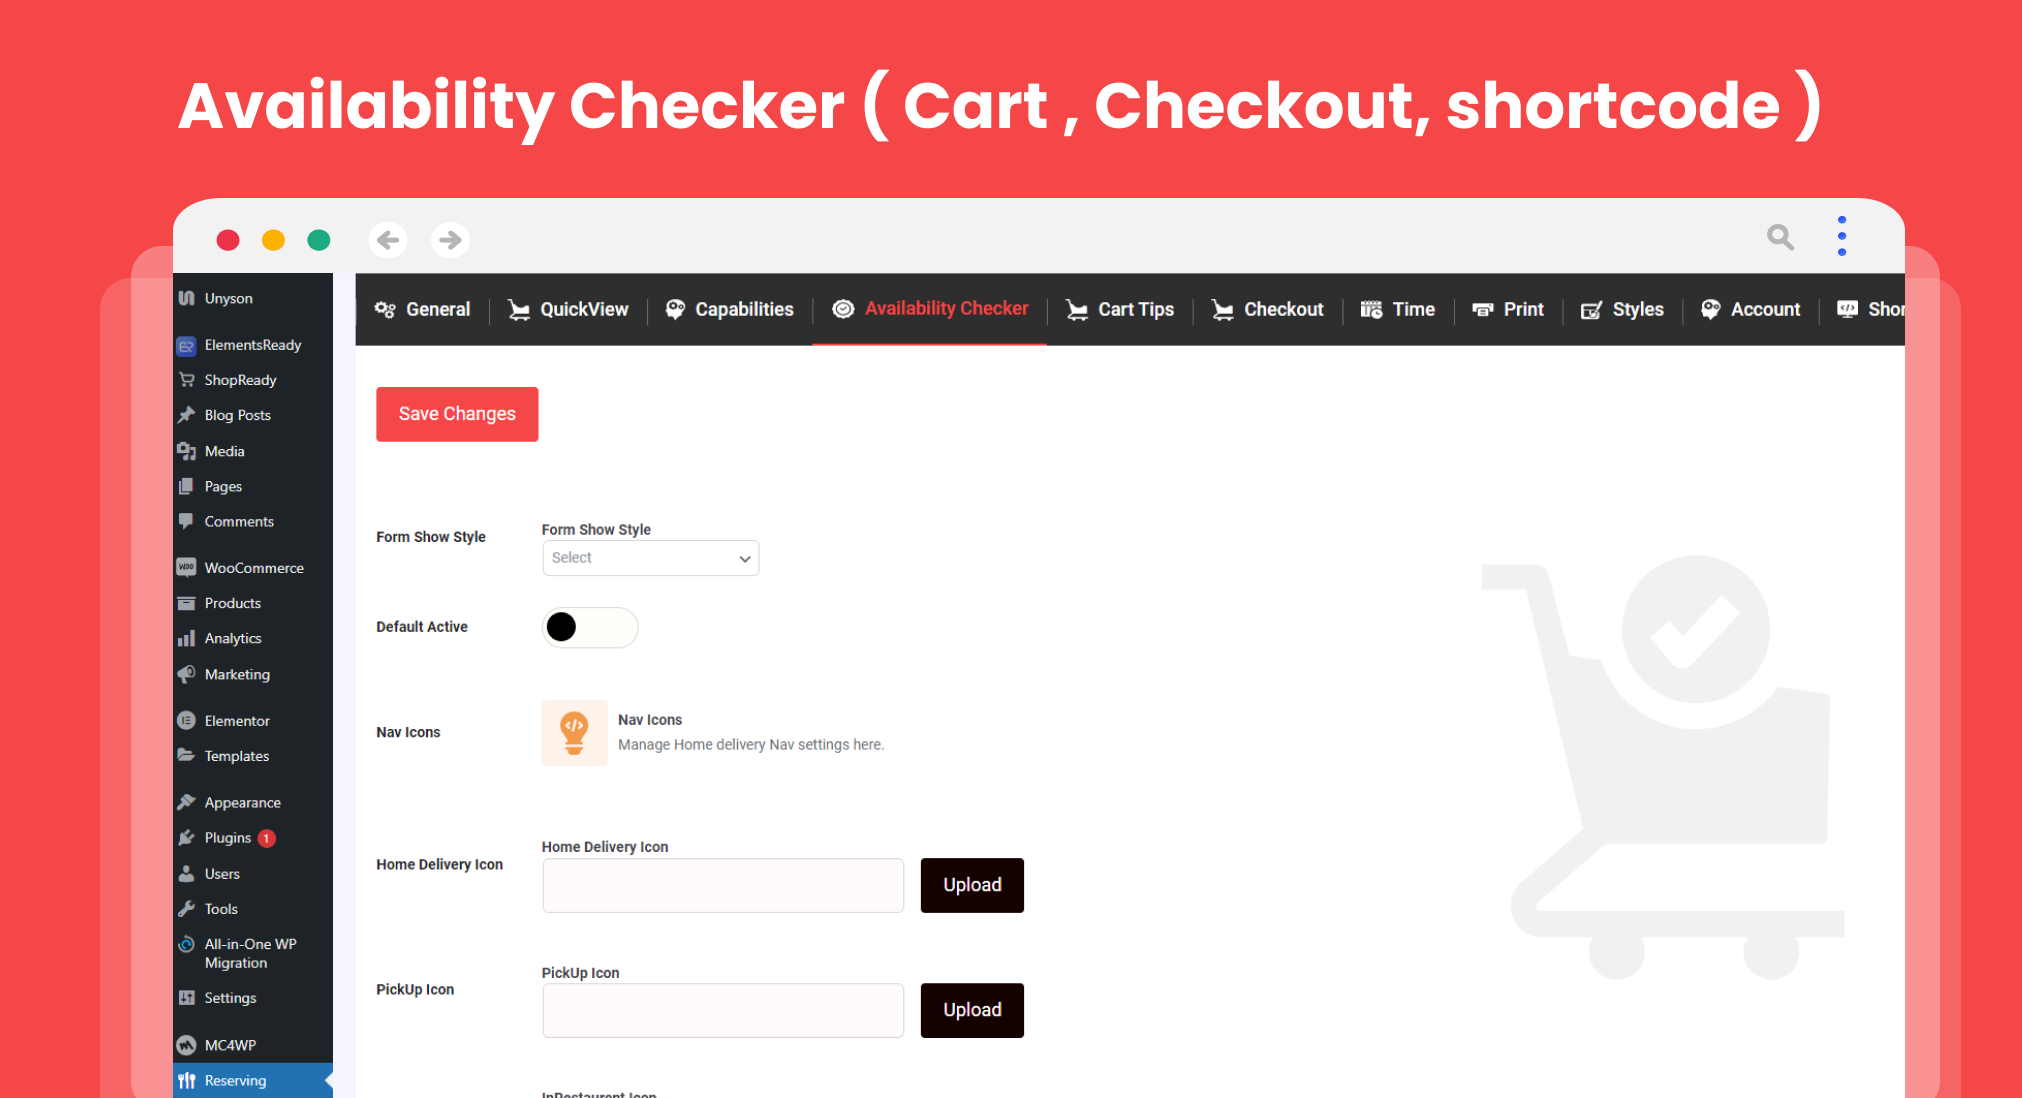 Availability Checker ( Cart , Checkout, shortcode )
General
QuickView
Capabilities
Availability Checker
Cart Tips
Checkout
Time
Print
Styles
Account
Shor
Unyson
ElementsReady
ShopReady
Blog Posts
Media
Pages
Comments
WooCommerce
Products
Analytics
Marketing
Elementor
Templates
Appearance
Plugins 1
Users
Tools
All-in-One WP
Migration
Settings
MC4WP
Reserving
Save Changes
Form Show Style
Form Show Style
Select
Default Active
Nav Icons
Nav Icons
Manage Home delivery Nav settings here.
Home Delivery Icon
Home Delivery Icon
Upload
PickUp Icon
PickUp Icon
Upload
InRestaurent Icon